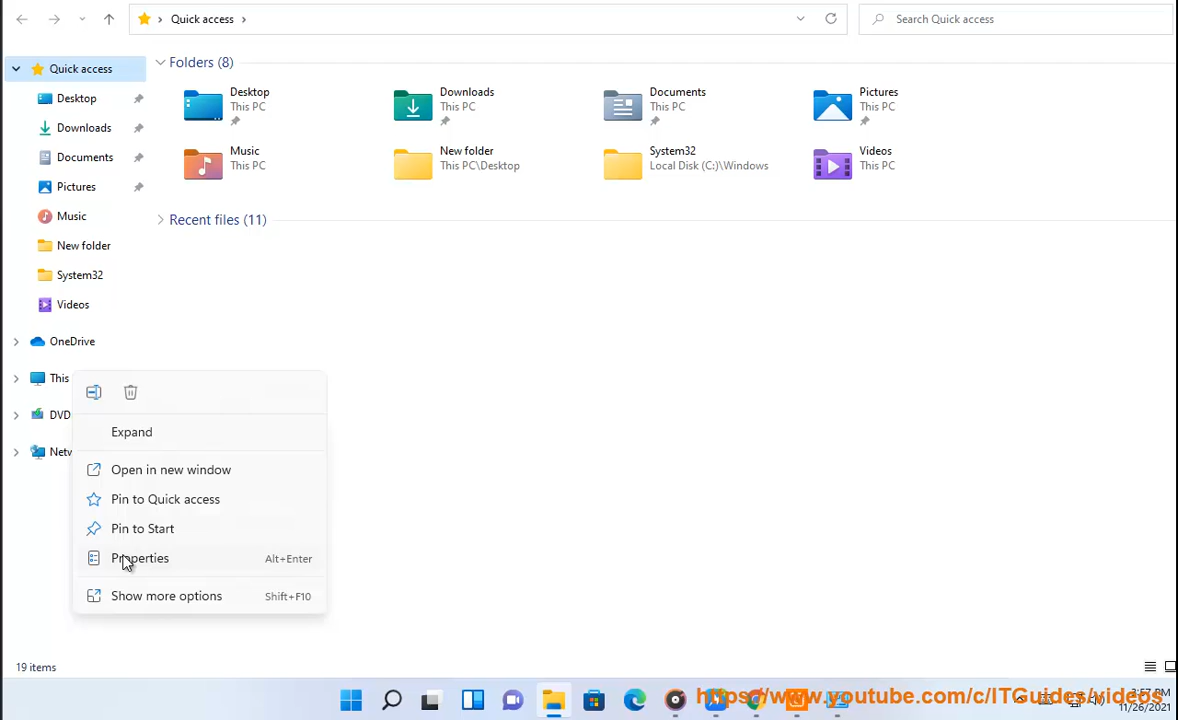 Quick access
Search Quick access
Quick access
Desktop
Downloads
Documents
Pictures
Music
New folder
System32
Videos
OneDrive
This
DVD
Netw
Folders (8)
Desktop
This PC
Downloads
This PC
Documents
This PC
Pictures
This PC
Music
This PC
New folder
This PC\Desktop
System32
Local Disk (C:)\Windows
Videos
This PC
Recent files (11)
Expand
Open in new window
Pin to Quick access
Pin to Start
Properties Alt+Enter
Show more options Shift+F10
19 items
https://www.youtube.com/c/ITGuides/videos
3:57 PM
11/26/2021